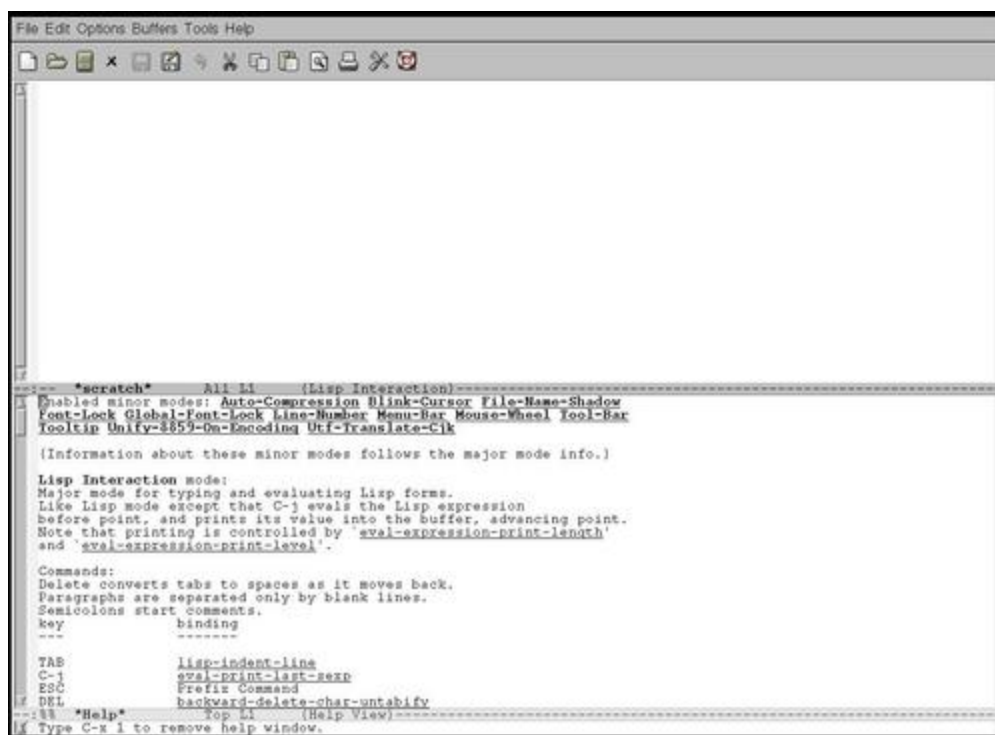 File Edit Options Buffers Tools Help
--:-- *scratch* All L1 (Lisp Interaction)--------------------
Enabled minor modes: Auto-Compression Blink-Cursor File-Name-Shadow
Font-Lock Global-Font-Lock Line-Number Menu-Bar Mouse-Wheel Tool-Bar
Tooltip Unify-8859-On-Encoding Utf-Translate-Cjk
(Information about these minor modes follows the major mode info.)
Lisp Interaction mode:
Major mode for typing and evaluating Lisp forms.
Like Lisp mode except that C-j evals the Lisp expression
before point, and prints its value into the buffer, advancing point.
Note that printing is controlled by `eval-expression-print-length'
and `eval-expression-print-level'.
Commands:
Delete converts tabs to spaces as it moves back.
Paragraphs are separated only by blank lines.
Semicolons start comments.
key binding
--- -------
TAB lisp-indent-line
C-j eval-print-last-sexp
ESC Prefix Command
DEL backward-delete-char-untabify
--:%% *Help* Top L1 (Help View)--------------------
Type C-x 1 to remove help window.